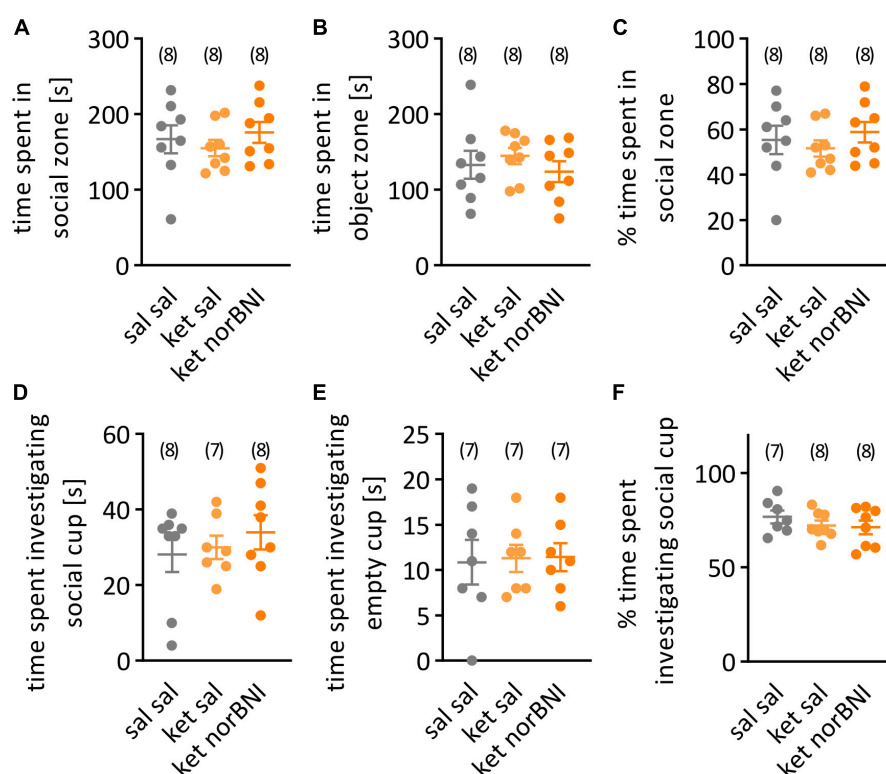 A
time spent in
social zone [s]
300
200
100
0
(8)
(8)
(8)
sal sal
ket sal
ket norBNI
B
time spent in
object zone [s]
300
200
100
0
(8)
(8)
(8)
sal sal
ket sal
ket norBNI
C
% time spent in
social zone
100
80
60
40
20
0
(8)
(8)
(8)
sal sal
ket sal
ket norBNI
D
time spent investigating
social cup [s]
60
40
20
0
(8)
(7)
(8)
sal sal
ket sal
ket norBNI
E
time spent investigating
empty cup [s]
25
20
15
10
5
0
(7)
(7)
(7)
sal sal
ket sal
ket norBNI
F
% time spent
investigating social cup
100
50
0
(7)
(8)
(8)
sal sal
ket sal
ket norBNI